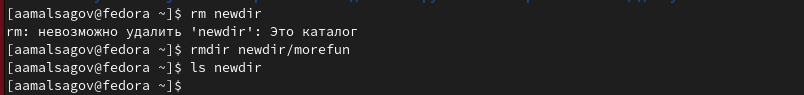 [aamalsagov@fedora ~]$ rm newdir
rm: невозможно удалить 'newdir': Это каталог
[aamalsagov@fedora ~]$ rmdir newdir/morefun
[aamalsagov@fedora ~]$ ls newdir
[aamalsagov@fedora ~]$